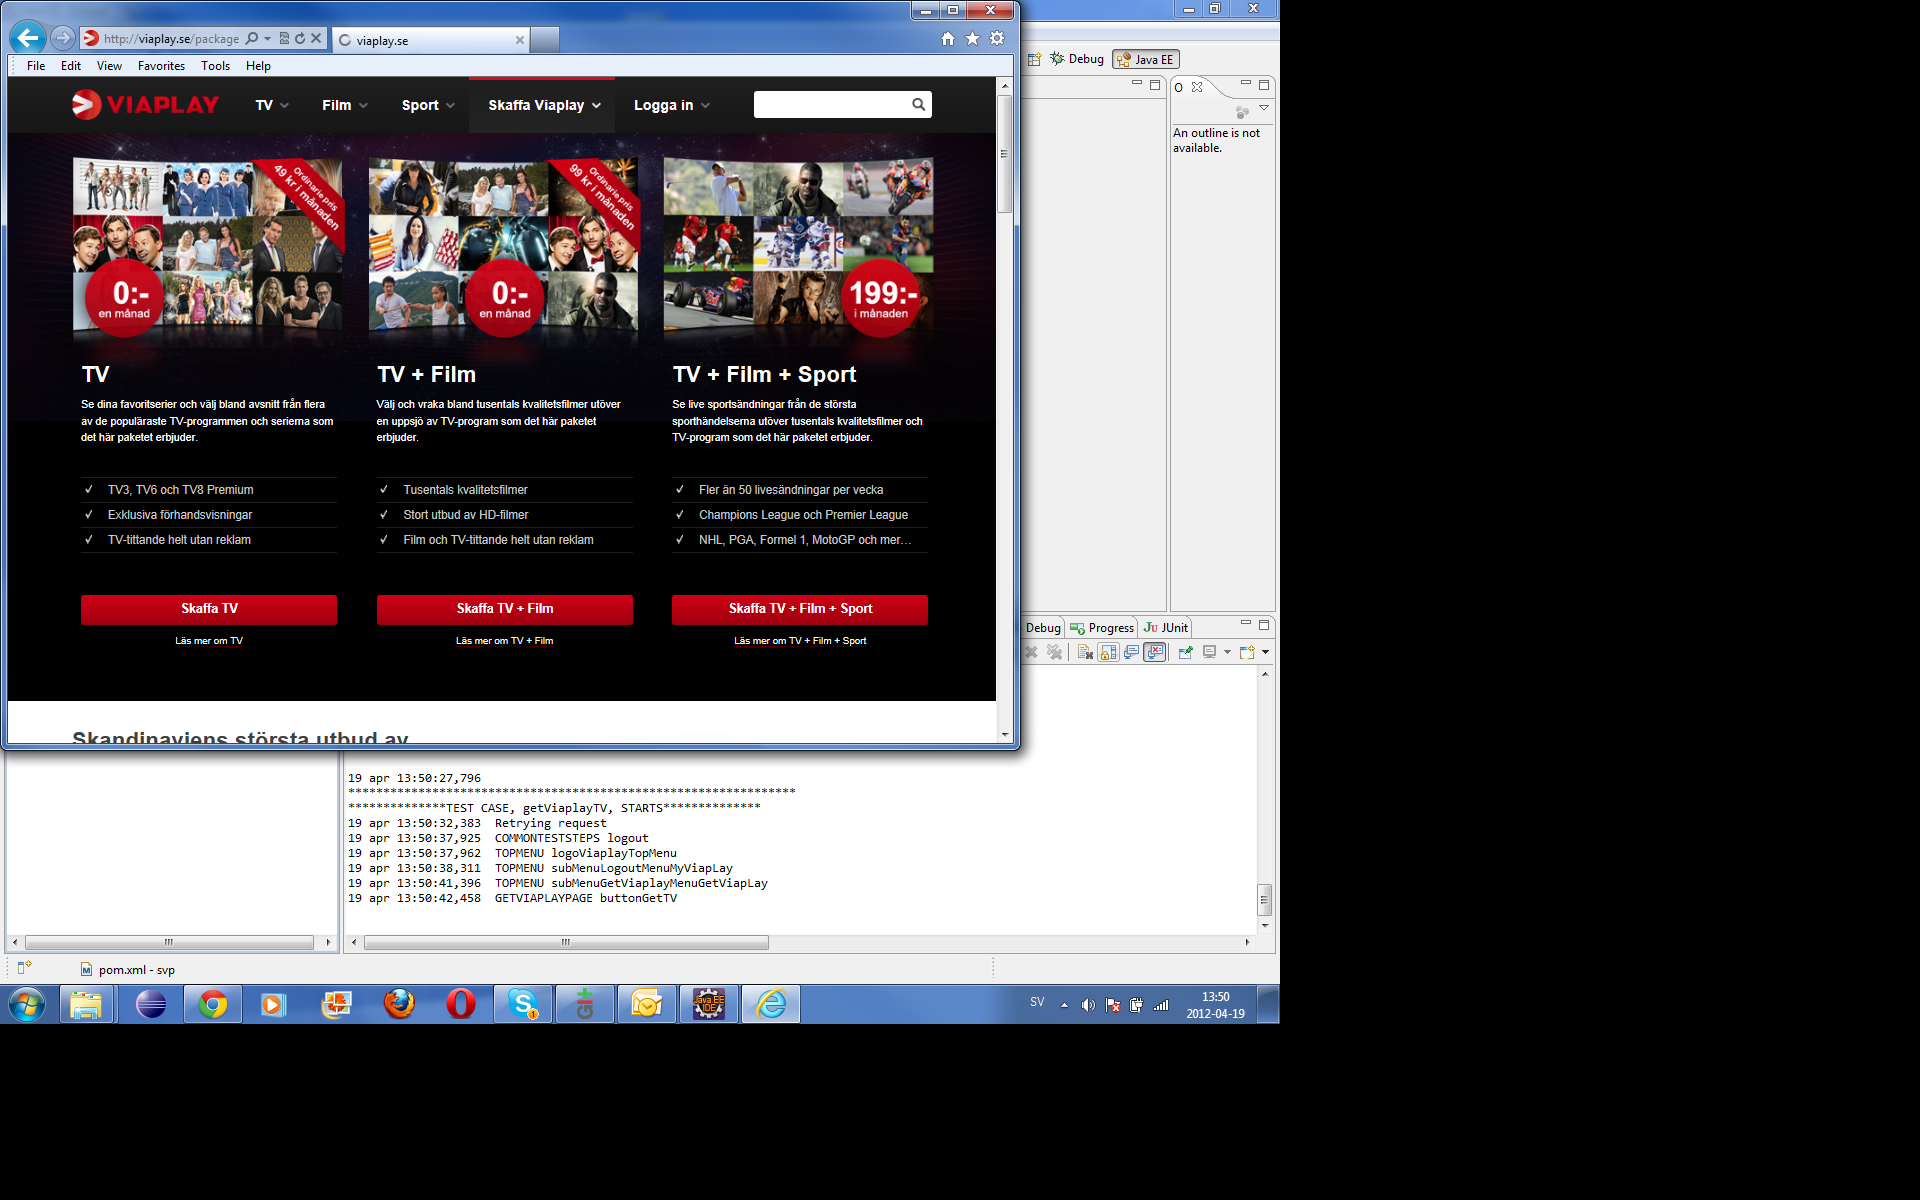 http://viaplay.se/package
viaplay.se
File Edit View Favorites Tools Help
VIAPLAY
TV Film Sport Skaffa Viaplay Logga in
Ordinarie pris
49 kr i månaden
0:-
en månad
Ordinarie pris
99 kr i månaden
0:-
en månad
199:-
i månaden
TV
Se dina favoritserier och välj bland avsnitt från flera
av de populäraste TV-programmen och serierna som
det här paketet erbjuder.
✓ TV3, TV6 och TV8 Premium
✓ Exklusiva förhandsvisningar
✓ TV-tittande helt utan reklam
Skaffa TV
Läs mer om TV
TV + Film
Välj och vraka bland tusentals kvalitetsfilmer utöver
en uppsjö av TV-program som det här paketet
erbjuder.
✓ Tusentals kvalitetsfilmer
✓ Stort utbud av HD-filmer
✓ Film och TV-tittande helt utan reklam
Skaffa TV + Film
Läs mer om TV + Film
TV + Film + Sport
Se live sportsändningar från de största
sporthändelserna utöver tusentals kvalitetsfilmer och
TV-program som det här paketet erbjuder.
✓ Fler än 50 livesändningar per vecka
✓ Champions League och Premier League
✓ NHL, PGA, Formel 1, MotoGP och mer...
Skaffa TV + Film + Sport
Läs mer om TV + Film + Sport
Skandinaviens största utbud av
Debug Java EE
O
An outline is not
available.
Debug Progress JUnit
19 apr 13:50:27,796
****************************************************************
**************TEST CASE, getViaplayTV, STARTS**************
19 apr 13:50:32,383 Retrying request
19 apr 13:50:37,925 COMMONTESTSTEPS logout
19 apr 13:50:37,962 TOPMENU logoViaplayTopMenu
19 apr 13:50:38,311 TOPMENU subMenuLogoutMenuMyViapLay
19 apr 13:50:41,396 TOPMENU subMenuGetViaplayMenuGetViapLay
19 apr 13:50:42,458 GETVIAPLAYPAGE buttonGetTV
pom.xml - svp
Java EE
IDE
SV
13:50
2012-04-19